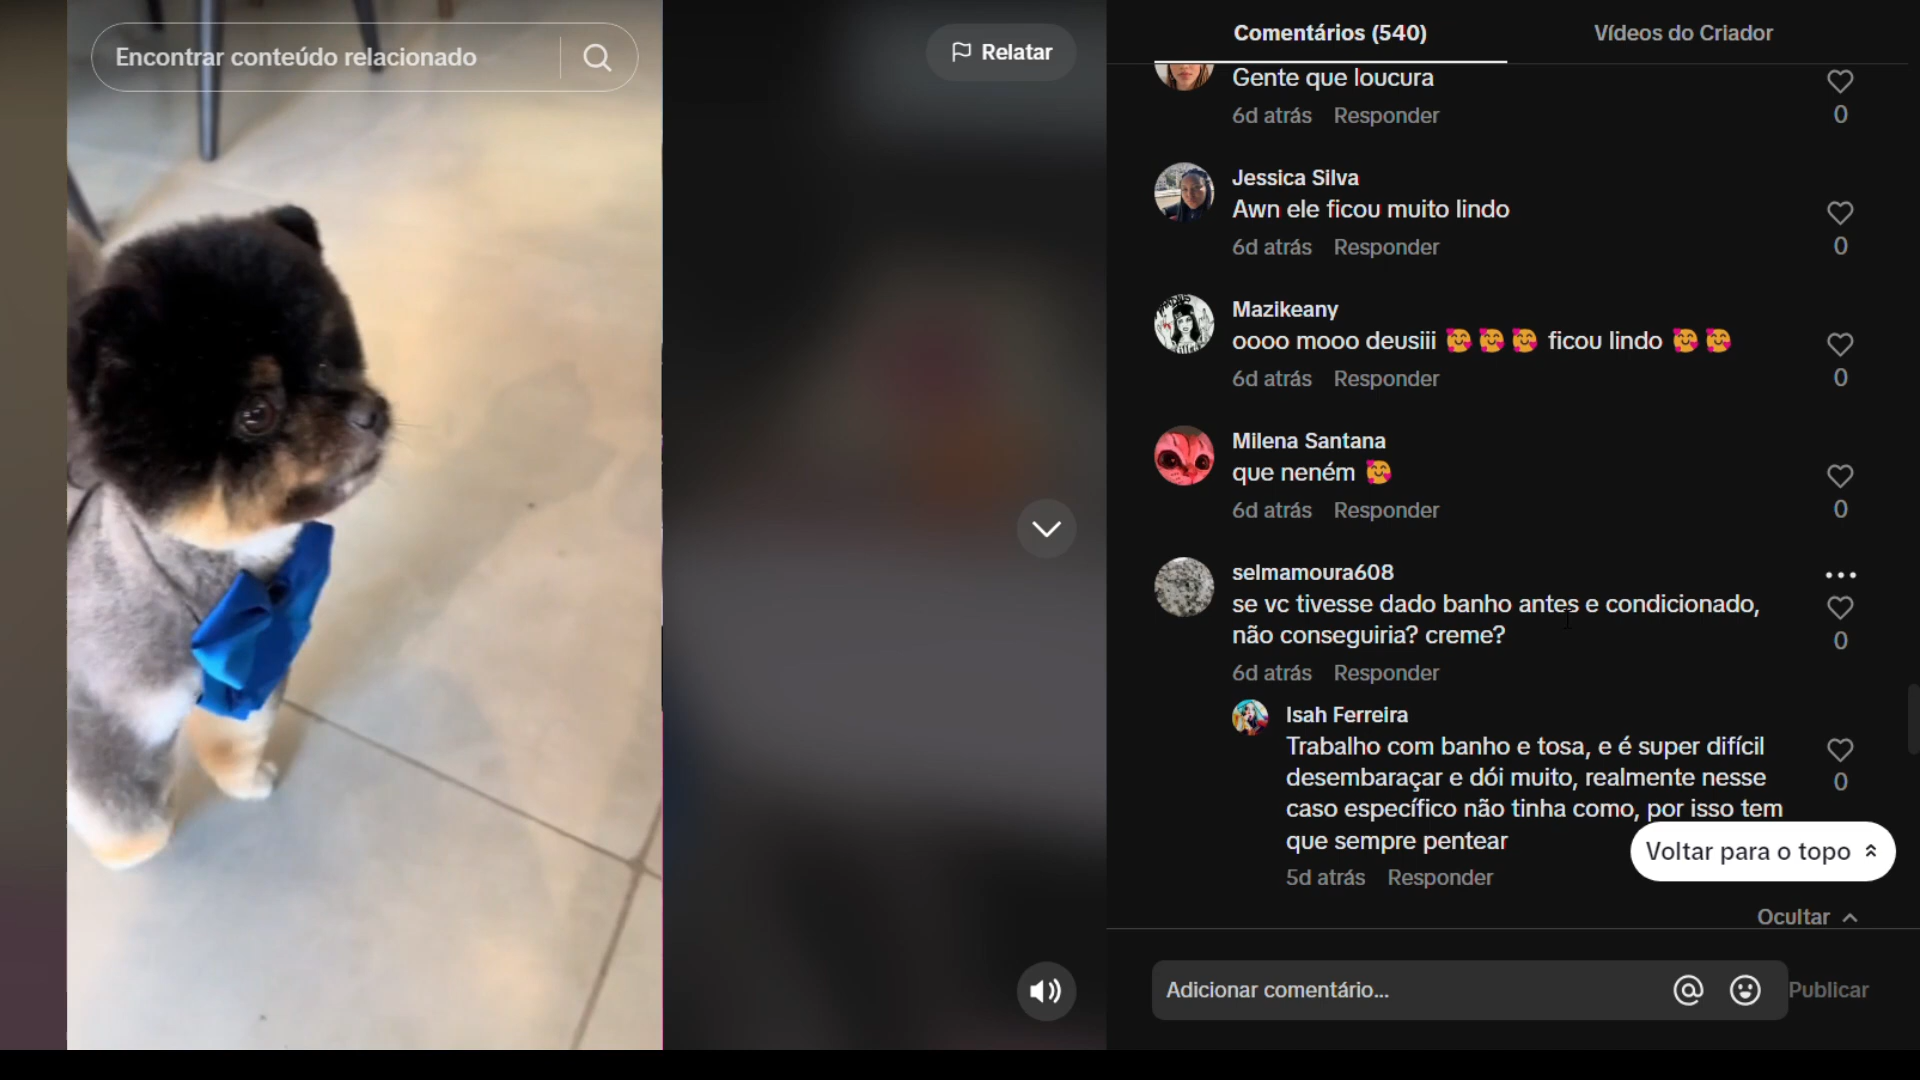 Encontrar conteúdo relacionado
Relatar
Comentários (540)
Vídeos do Criador
Gente que loucura
6d atrás Responder
0
Jessica Silva
Awn ele ficou muito lindo
6d atrás Responder
0
Mazikeany
oooo mooo deusiii 🥰🥰🥰 ficou lindo 🥰🥰
6d atrás Responder
0
Milena Santana
que neném 🥰
6d atrás Responder
0
selmamoura608
se vc tivesse dado banho antes e condicionado,
não conseguiria? creme?
6d atrás Responder
0
Isah Ferreira
Trabalho com banho e tosa, e é super difícil
desembaraçar e dói muito, realmente nesse
caso específico não tinha como, por isso tem
que sempre pentear
5d atrás Responder
0
Voltar para o topo
Ocultar
Adicionar comentário...
Publicar